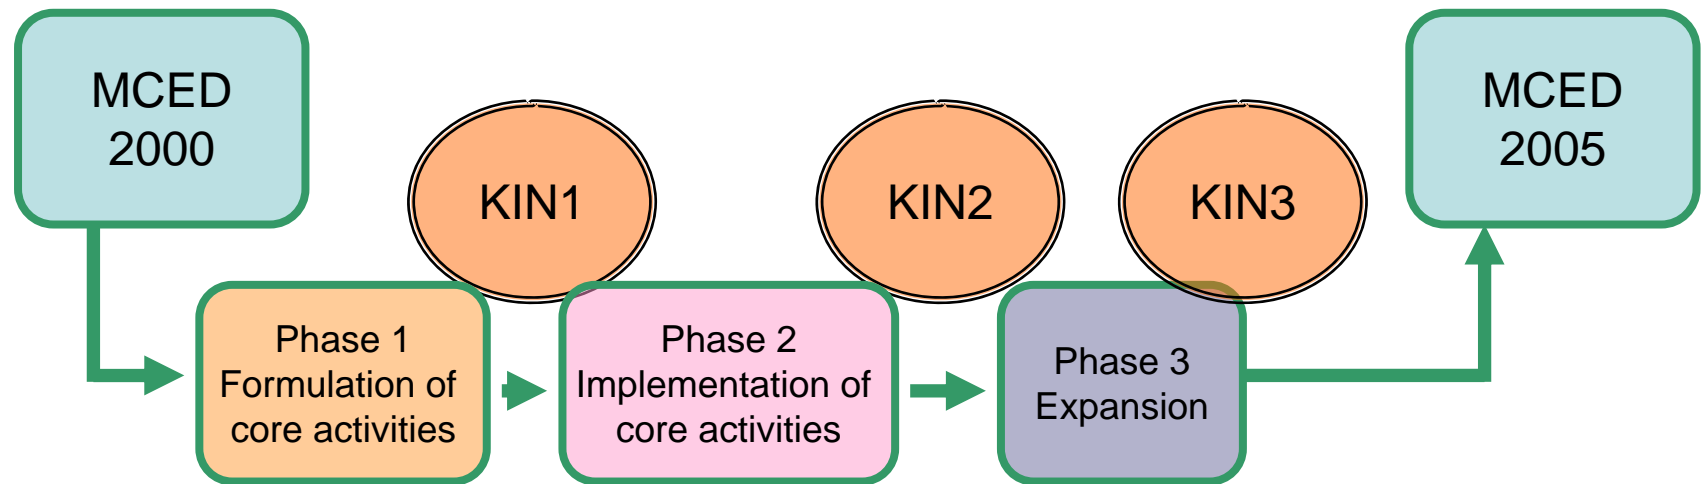 MCED
2000
KIN1
KIN2
KIN3
MCED
2005
Phase 1
Formulation of
core activities
Phase 2
Implementation of
core activities
Phase 3
Expansion